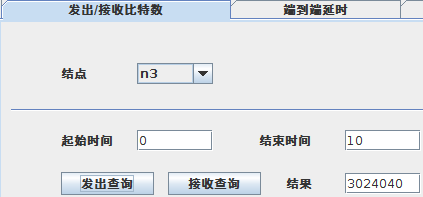 发出/接收比特数 端到端延时
结点 n3
起始时间 0 结束时间 10
发出查询 接收查询 结果 3024040